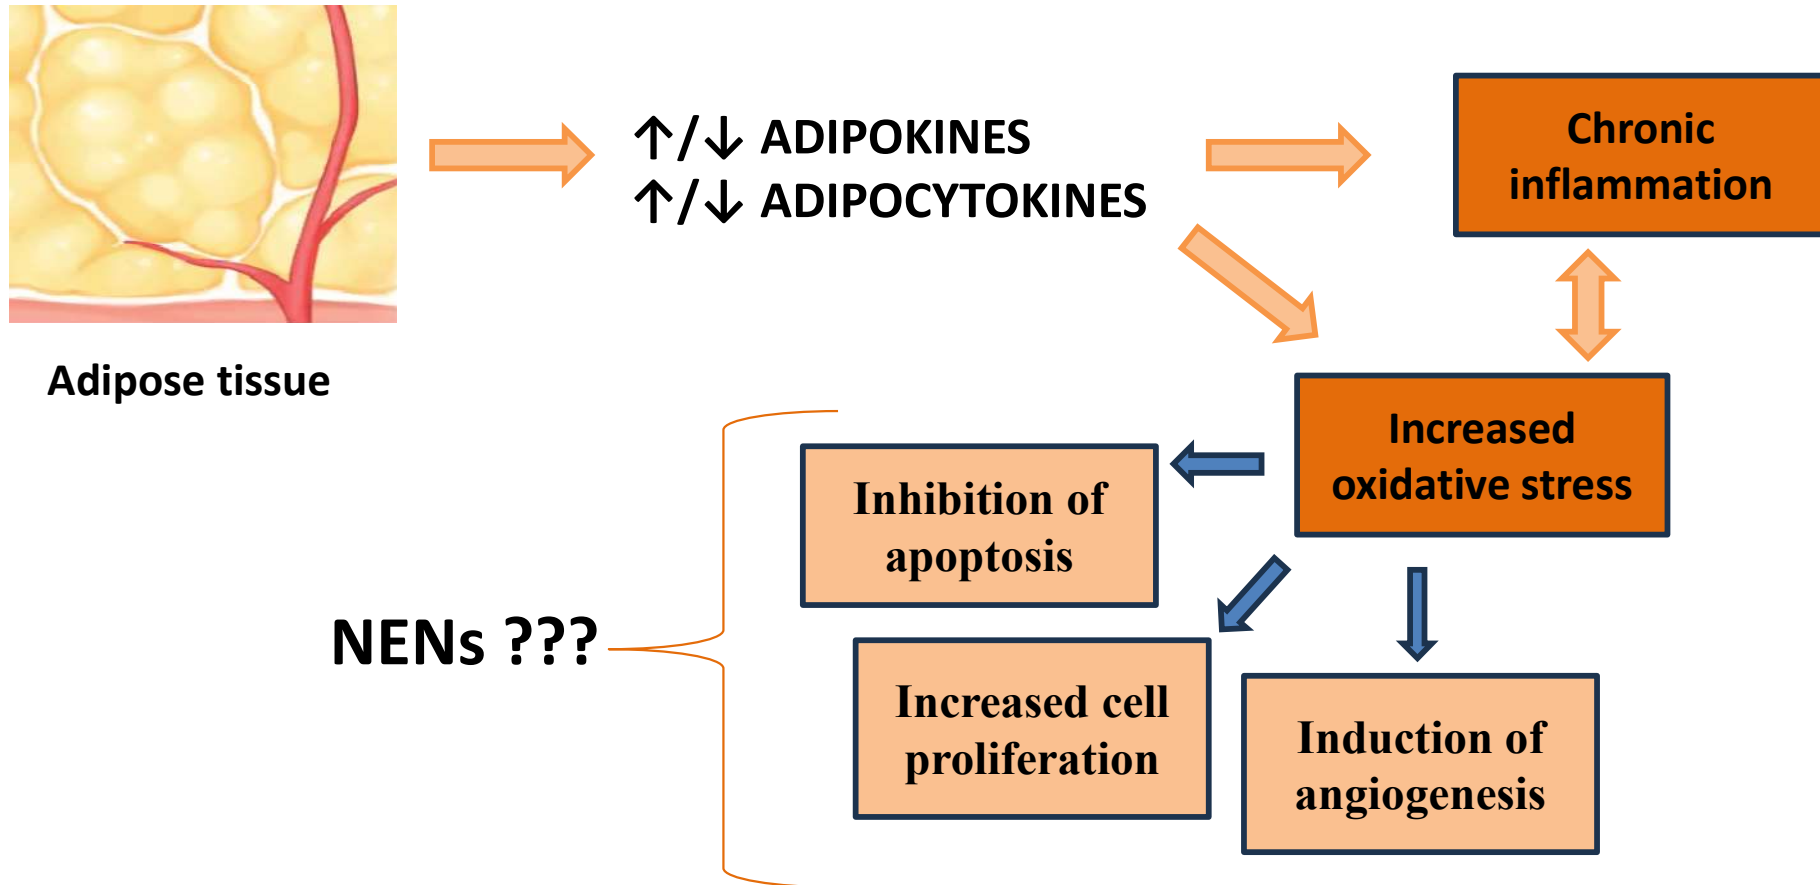 ↑/↓ ADIPOKINES
↑/↓ ADIPOCYTOKINES
Chronic
inflammation
Adipose tissue
Increased
oxidative stress
Inhibition of
apoptosis
NENs ???
Increased cell
proliferation
Induction of
angiogenesis